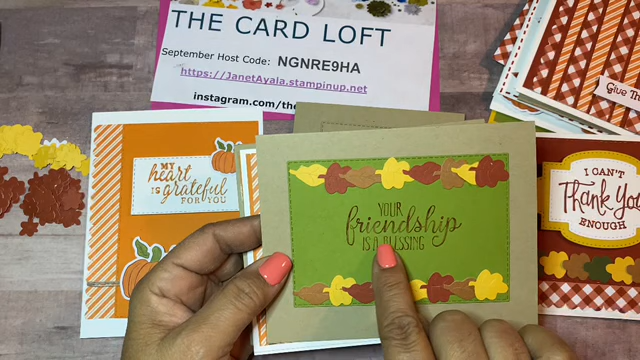 THE CARD LOFT
September Host Code: NGNRE9HA
https://JanetAyala.stampinup.net
instagram.com/the
GIVE
MY
heart
IS grateful
FOR YOU
YOUR
friendship
IS A BLESSING
I CAN'T
Thank You
ENOUGH